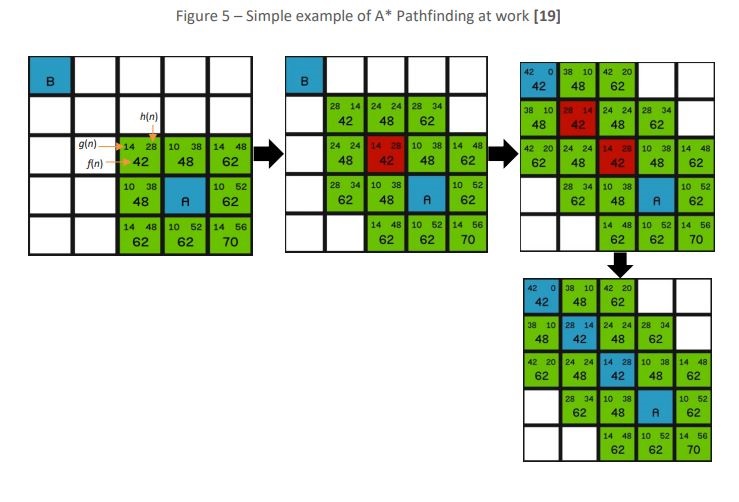 Figure 5 – Simple example of A* Pathfinding at work [19]
B
h(n)
g(n) 14 28 10 38 14 48
f(n) 42 48 62
10 38 10 52
48 A 62
14 48 10 52 14 56
62 62 70
B
28 14 24 24 28 34
42 48 62
24 24 14 28 10 38 14 48
48 42 48 62
28 34 10 38 10 52
62 48 A 62
14 48 10 52 14 56
62 62 70
42 0 38 10 42 20
42 48 62
38 10 28 14 24 24 28 34
48 42 48 62
42 20 24 24 14 28 10 38 14 48
62 48 42 48 62
28 34 10 38 10 52
62 48 A 62
14 48 10 52 14 56
62 62 70
42 0 38 10 42 20
42 48 62
38 10 28 14 24 24 28 34
48 42 48 62
42 20 24 24 14 28 10 38 14 48
62 48 42 48 62
28 34 10 38 10 52
62 48 A 62
14 48 10 52 14 56
62 62 70